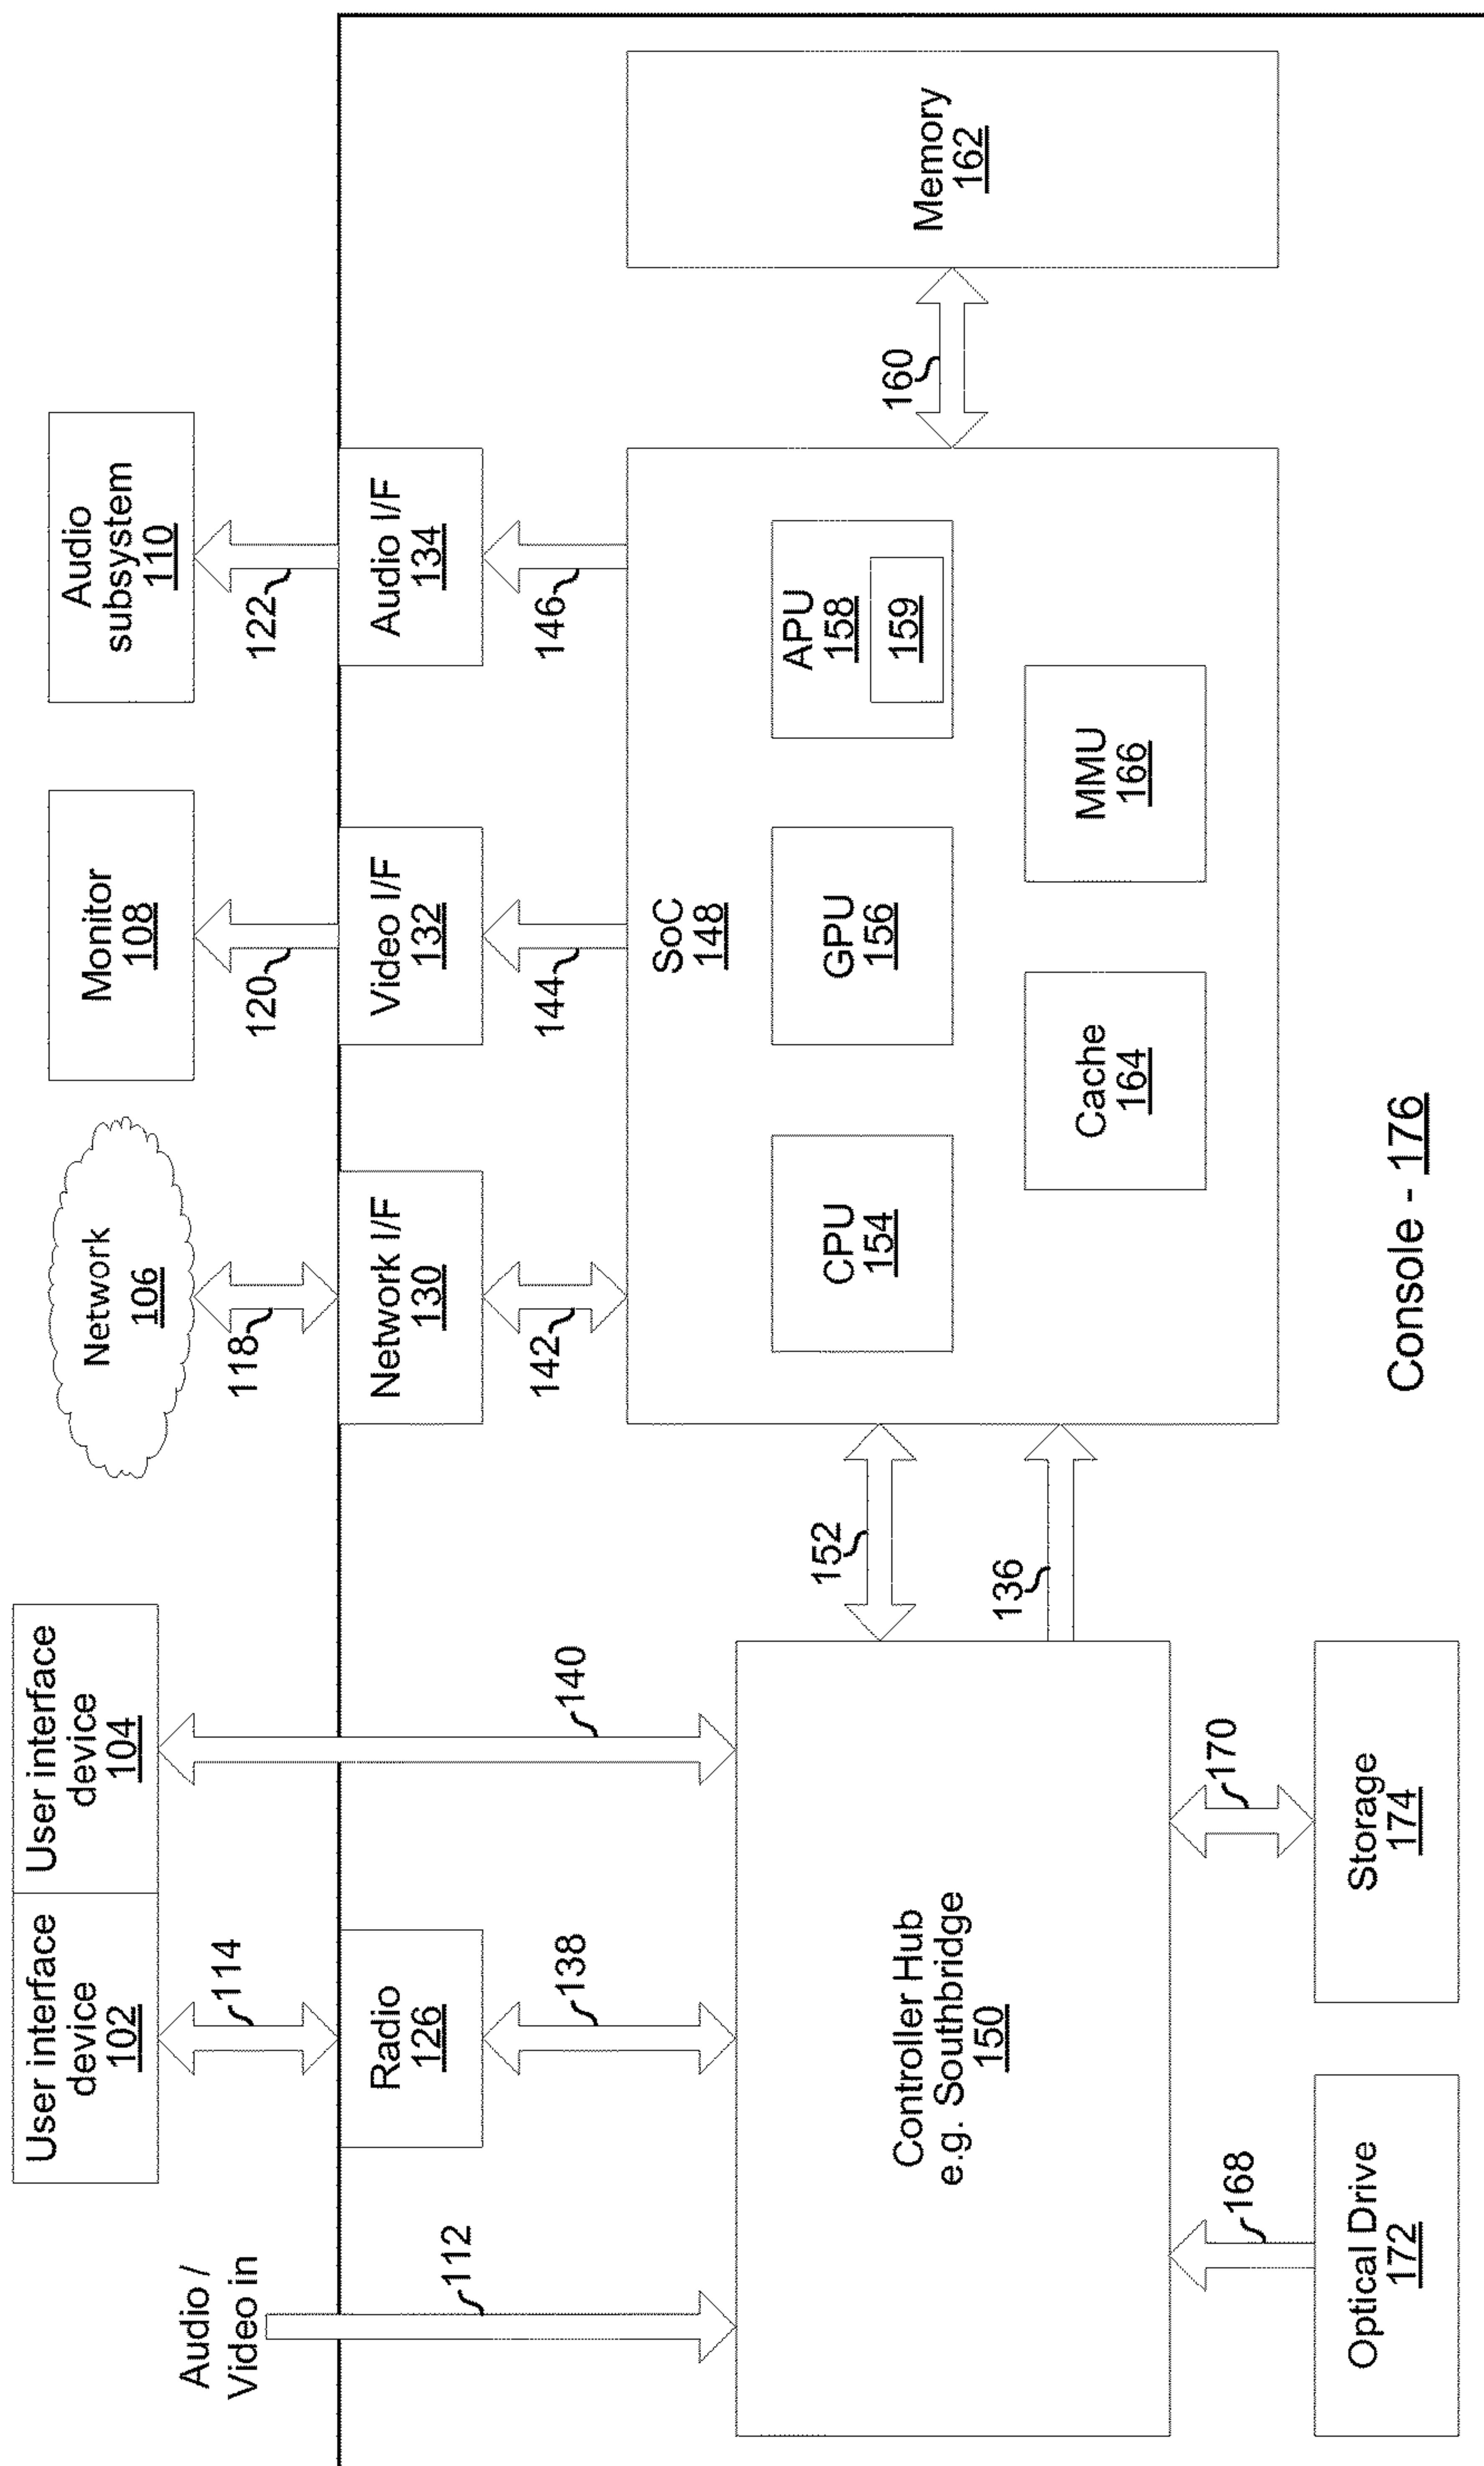 User interface
device
102
User interface
device
104
Network
106
Monitor
108
Audio
subsystem
110
Audio /
Video in
114
118
120
122
Radio
126
Network I/F
130
Video I/F
132
Audio I/F
134
112
138
140
142
144
146
Controller Hub
e.g. Southbridge
150
152
136
SoC
148
CPU
154
GPU
156
APU
158
159
Cache
164
MMU
166
160
Memory
162
168
170
Optical Drive
172
Storage
174
Console - 176